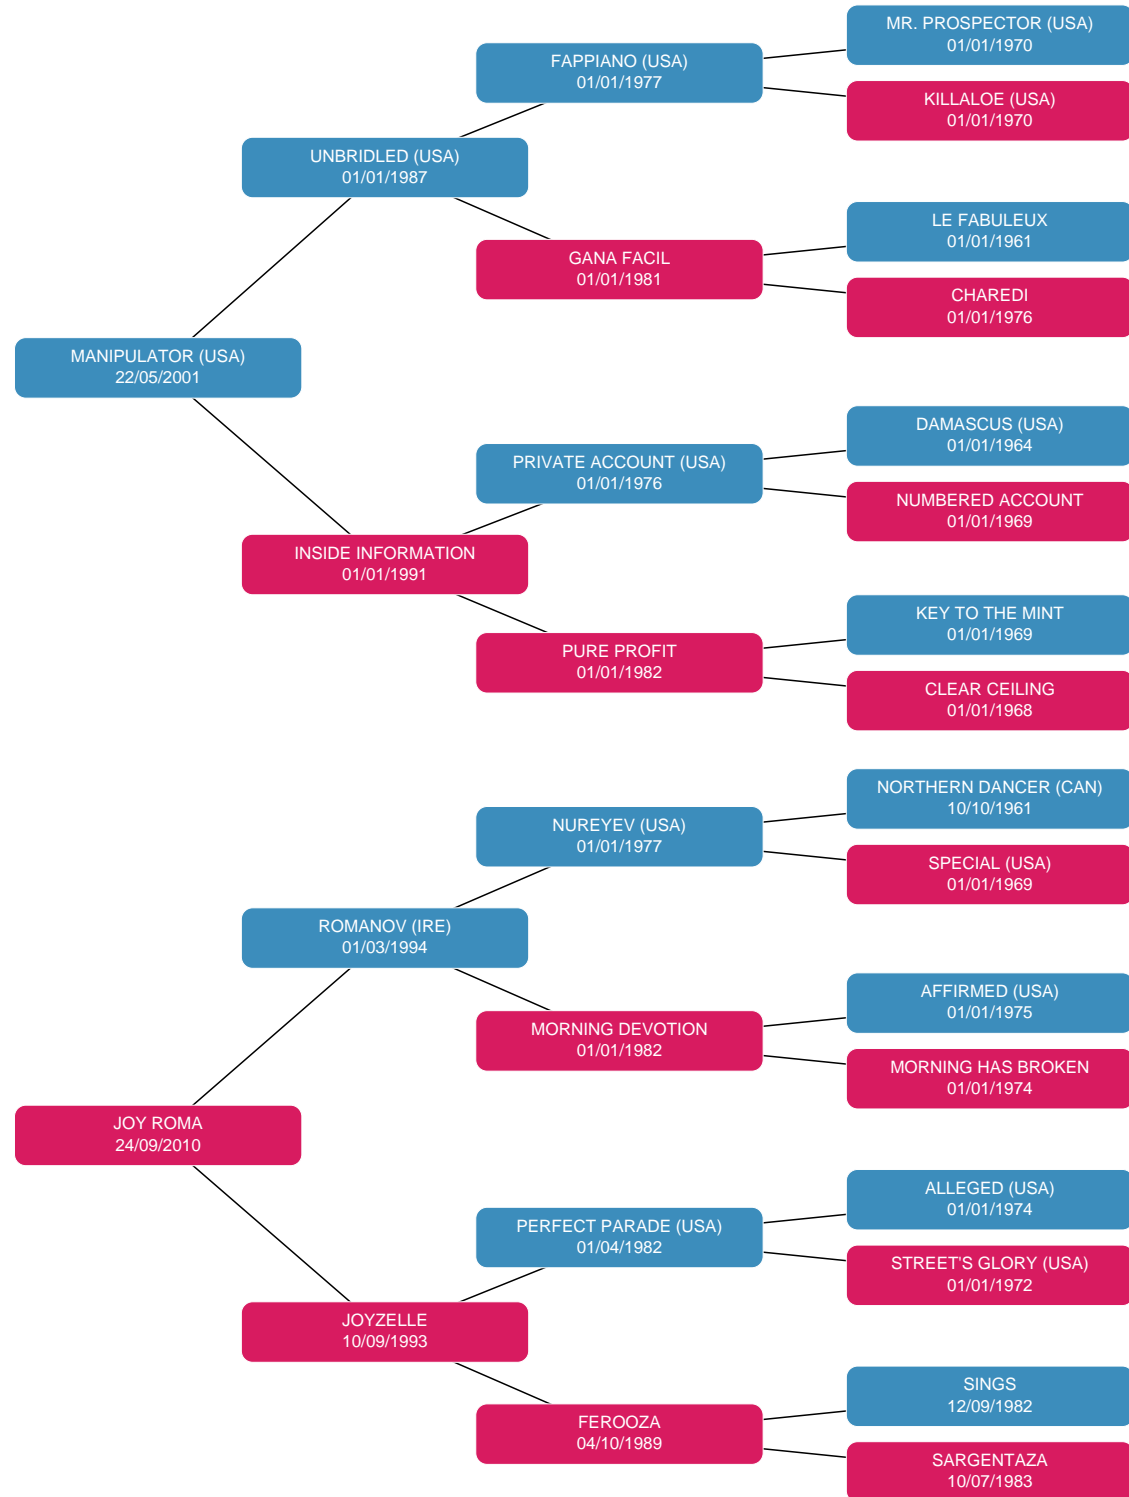 MR. PROSPECTOR (USA)
01/01/1970
FAPPIANO (USA)
01/01/1977
KILLALOE (USA)
01/01/1970
UNBRIDLED (USA)
01/01/1987
LE FABULEUX
01/01/1961
GANA FACIL
01/01/1981
CHAREDI
01/01/1976
MANIPULATOR (USA)
22/05/2001
DAMASCUS (USA)
01/01/1964
PRIVATE ACCOUNT (USA)
01/01/1976
NUMBERED ACCOUNT
01/01/1969
INSIDE INFORMATION
01/01/1991
KEY TO THE MINT
01/01/1969
PURE PROFIT
01/01/1982
CLEAR CEILING
01/01/1968
NORTHERN DANCER (CAN)
10/10/1961
NUREYEV (USA)
01/01/1977
SPECIAL (USA)
01/01/1969
ROMANOV (IRE)
01/03/1994
AFFIRMED (USA)
01/01/1975
MORNING DEVOTION
01/01/1982
MORNING HAS BROKEN
01/01/1974
JOY ROMA
24/09/2010
ALLEGED (USA)
01/01/1974
PERFECT PARADE (USA)
01/04/1982
STREET'S GLORY (USA)
01/01/1972
JOYZELLE
10/09/1993
SINGS
12/09/1982
FEROOZA
04/10/1989
SARGENTAZA
10/07/1983